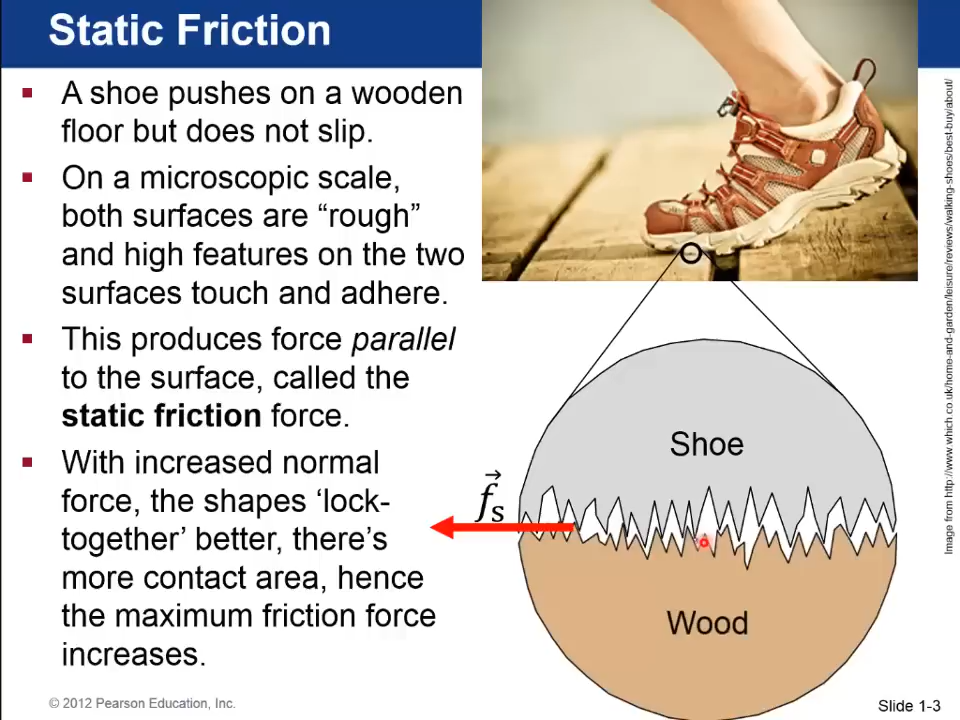 Static Friction
▪ A shoe pushes on a wooden
floor but does not slip.
▪ On a microscopic scale,
both surfaces are “rough”
and high features on the two
surfaces touch and adhere.
▪ This produces force parallel
to the surface, called the
static friction force.
▪ With increased normal
force, the shapes ‘lock-
together’ better, there’s
more contact area, hence
the maximum friction force
increases.
Shoe
f⃗s
Wood
Image from http://www.which.co.uk/home-and-garden/leisure/reviews/walking-shoes/best-buy/about/
© 2012 Pearson Education, Inc.
Slide 1-3